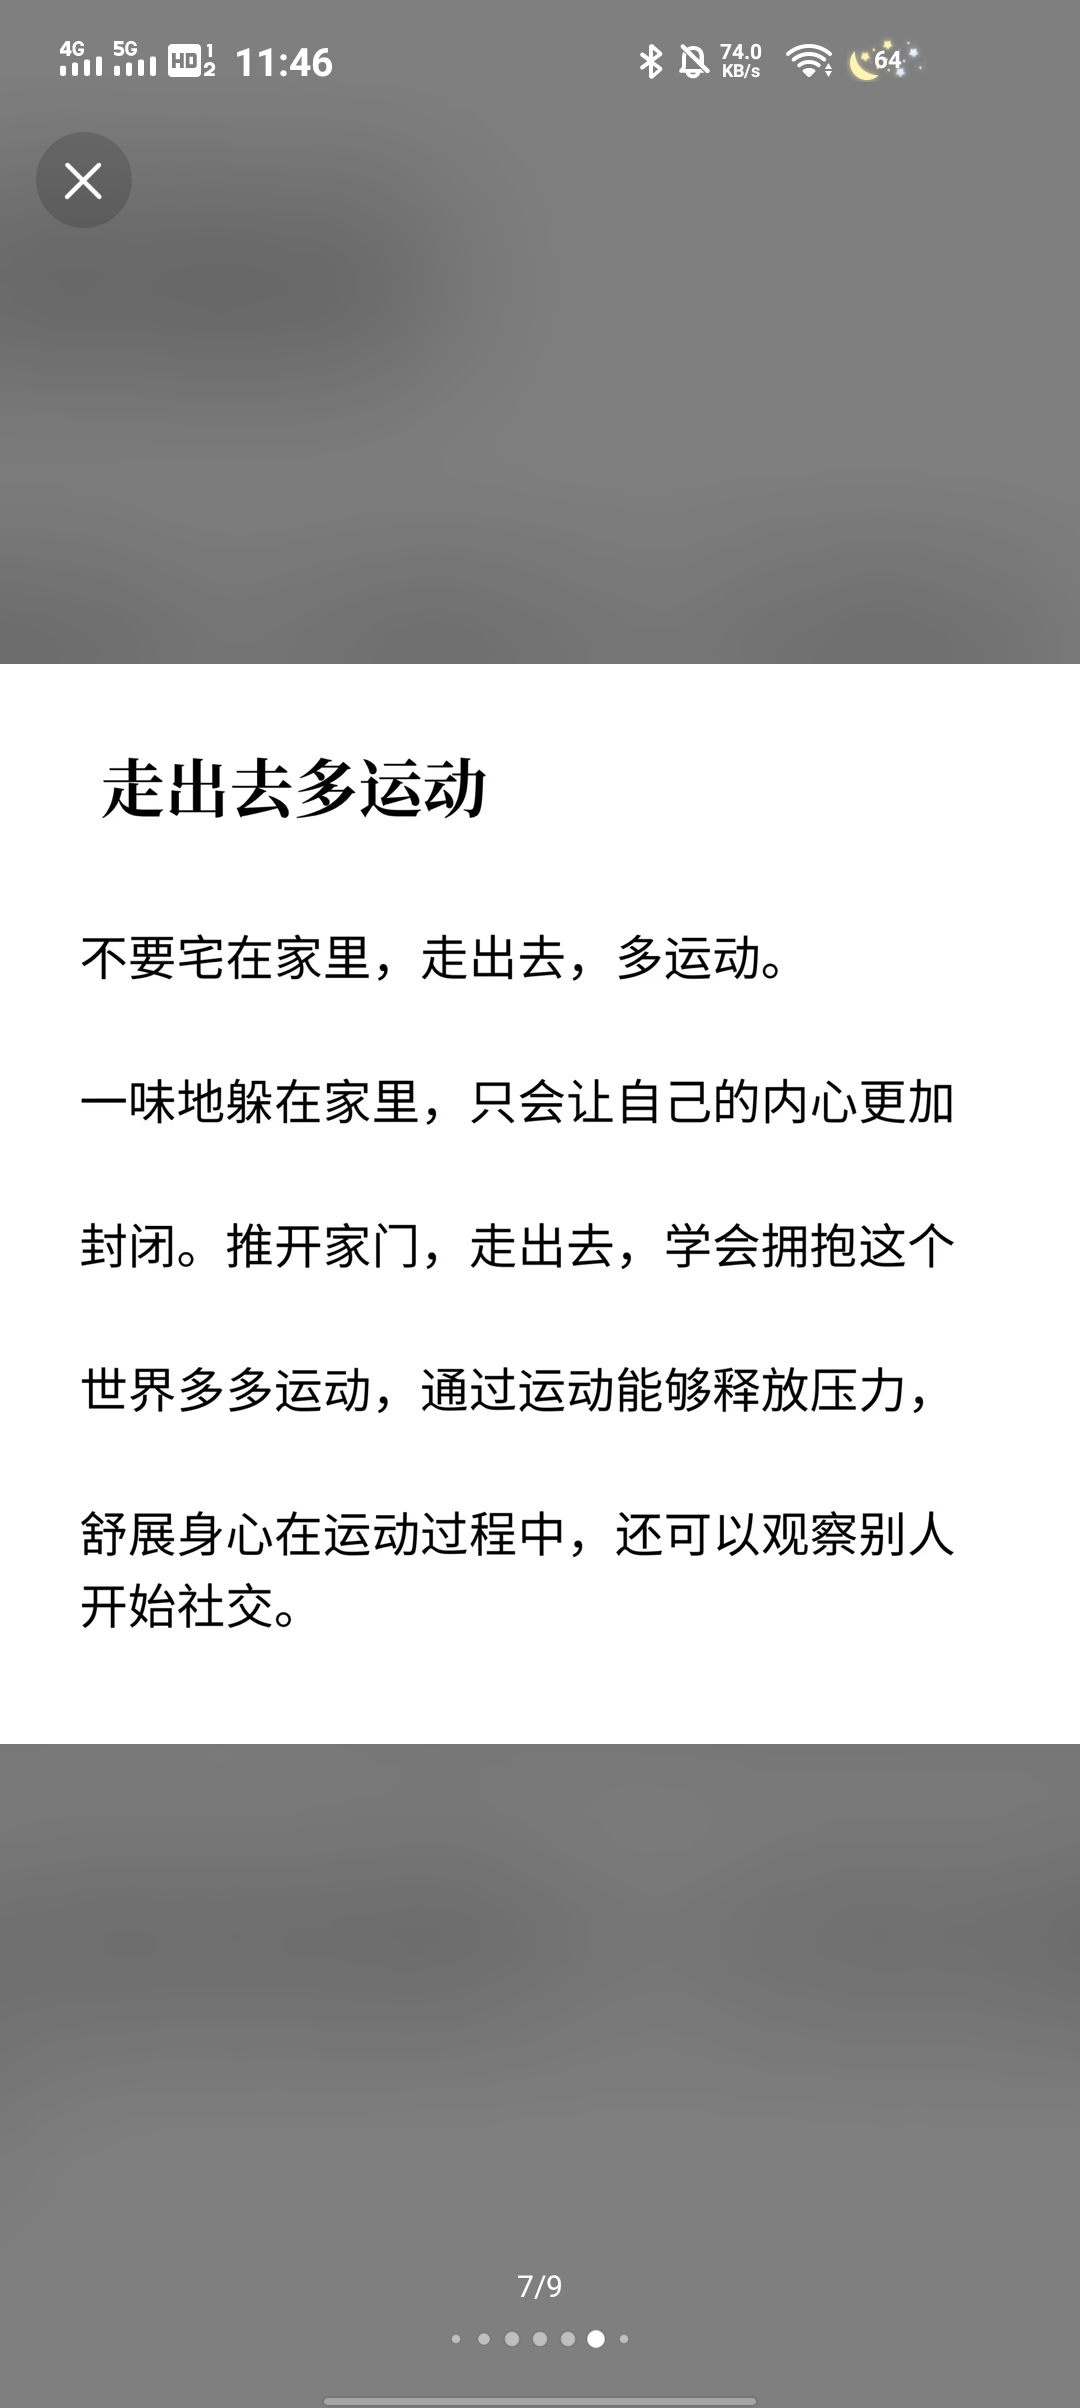 4G 5G HD 1 2 11:46 74.0 KB/s 64
走出去多运动
不要宅在家里，走出去，多运动。
一味地躲在家里，只会让自己的内心更加
封闭。推开家门，走出去，学会拥抱这个
世界多多运动，通过运动能够释放压力，
舒展身心在运动过程中，还可以观察别人
开始社交。
7/9